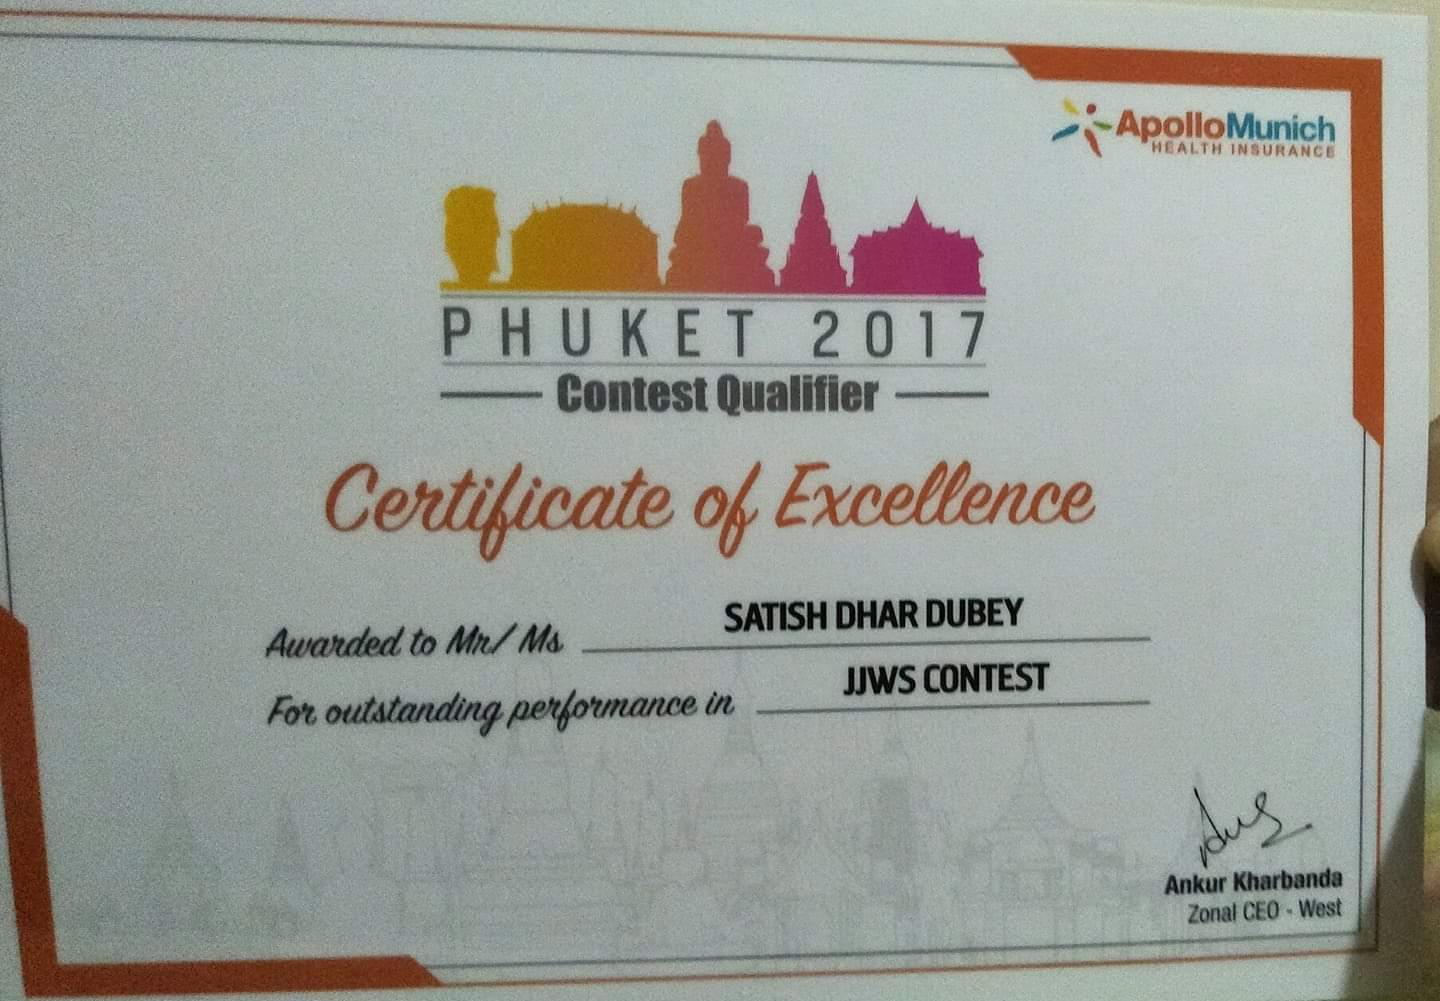 ApolloMunich
HEALTH INSURANCE
PHUKET 2017
Contest Qualifier
Certificate of Excellence
Awarded to Mr/ Ms SATISH DHAR DUBEY
For outstanding performance in JJWS CONTEST
Ankur Kharbanda
Zonal CEO - West